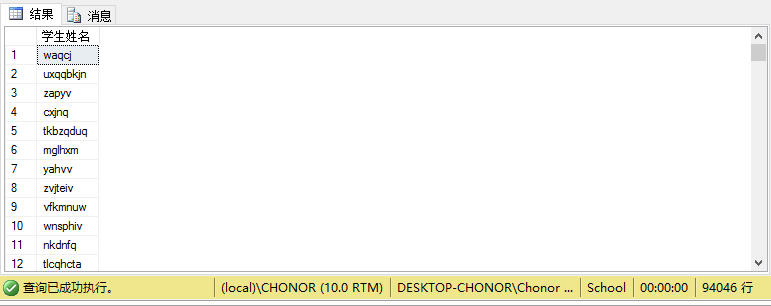 结果 消息
学生姓名
1 waqcj
2 uxqqbkjn
3 zapyv
4 cxjnq
5 tkbzqduq
6 mglhxm
7 yahvv
8 zvjteiv
9 vfkmnuw
10 wnsphiv
11 nkdnfq
12 tlcqhcta
查询已成功执行。 (local)\CHONOR (10.0 RTM) DESKTOP-CHONOR\Chonor ... School 00:00:00 94046 行